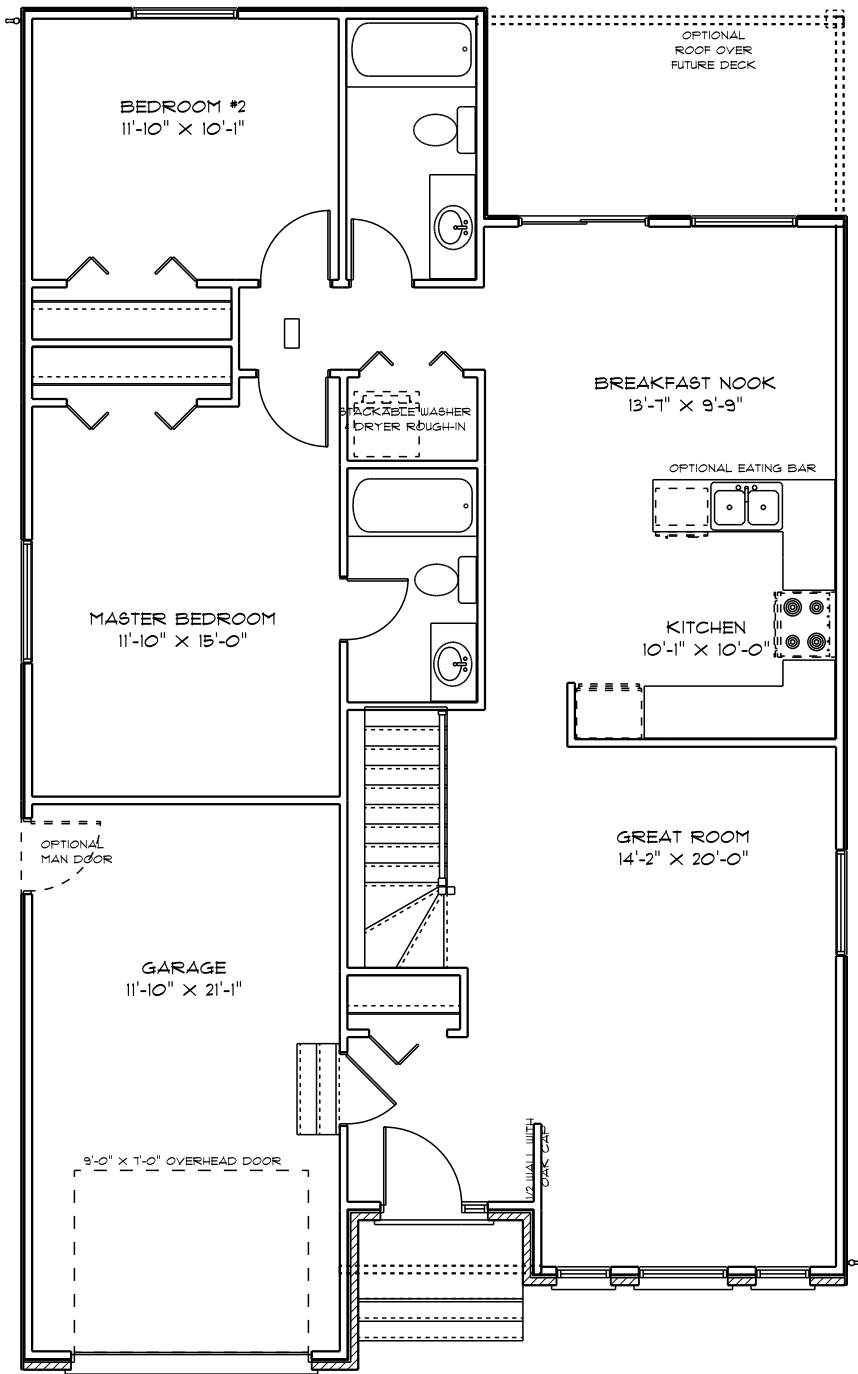 OPTIONAL
ROOF OVER
FUTURE DECK
BEDROOM #2
11'-10" X 10'-1"
BREAKFAST NOOK
13'-7" X 9'-9"
STACKABLE WASHER
& DRYER ROUGH-IN
OPTIONAL EATING BAR
MASTER BEDROOM
11'-10" X 15'-0"
KITCHEN
10'-1" X 10'-0"
OPTIONAL
MAN DOOR
GREAT ROOM
14'-2" X 20'-0"
GARAGE
11'-10" X 21'-1"
9'-0" X 7'-0" OVERHEAD DOOR
1/2 WALL WITH
OAK CAP